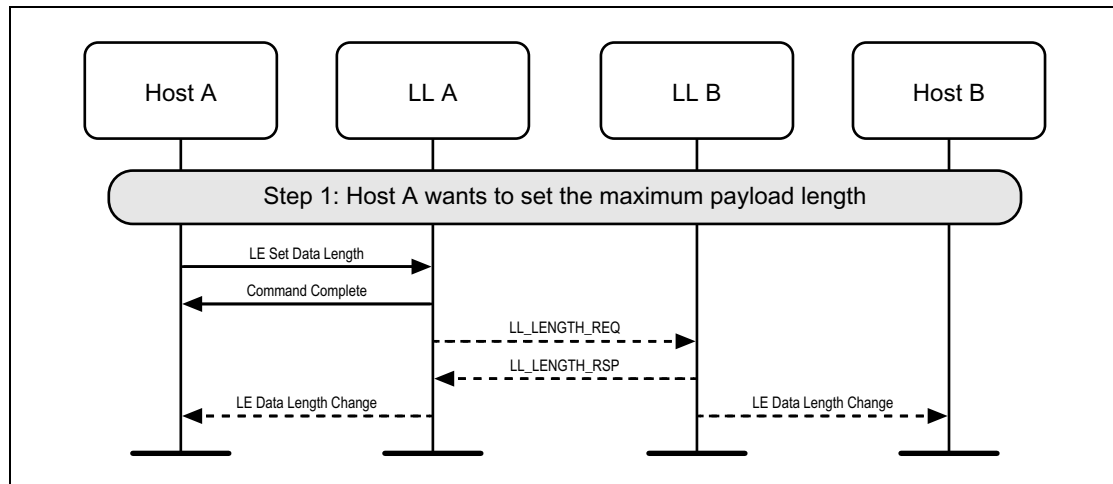 Host A
LL A
LL B
Host B
Step 1: Host A wants to set the maximum payload length
LE Set Data Length
Command Complete
LL_LENGTH_REQ
LL_LENGTH_RSP
LE Data Length Change
LE Data Length Change